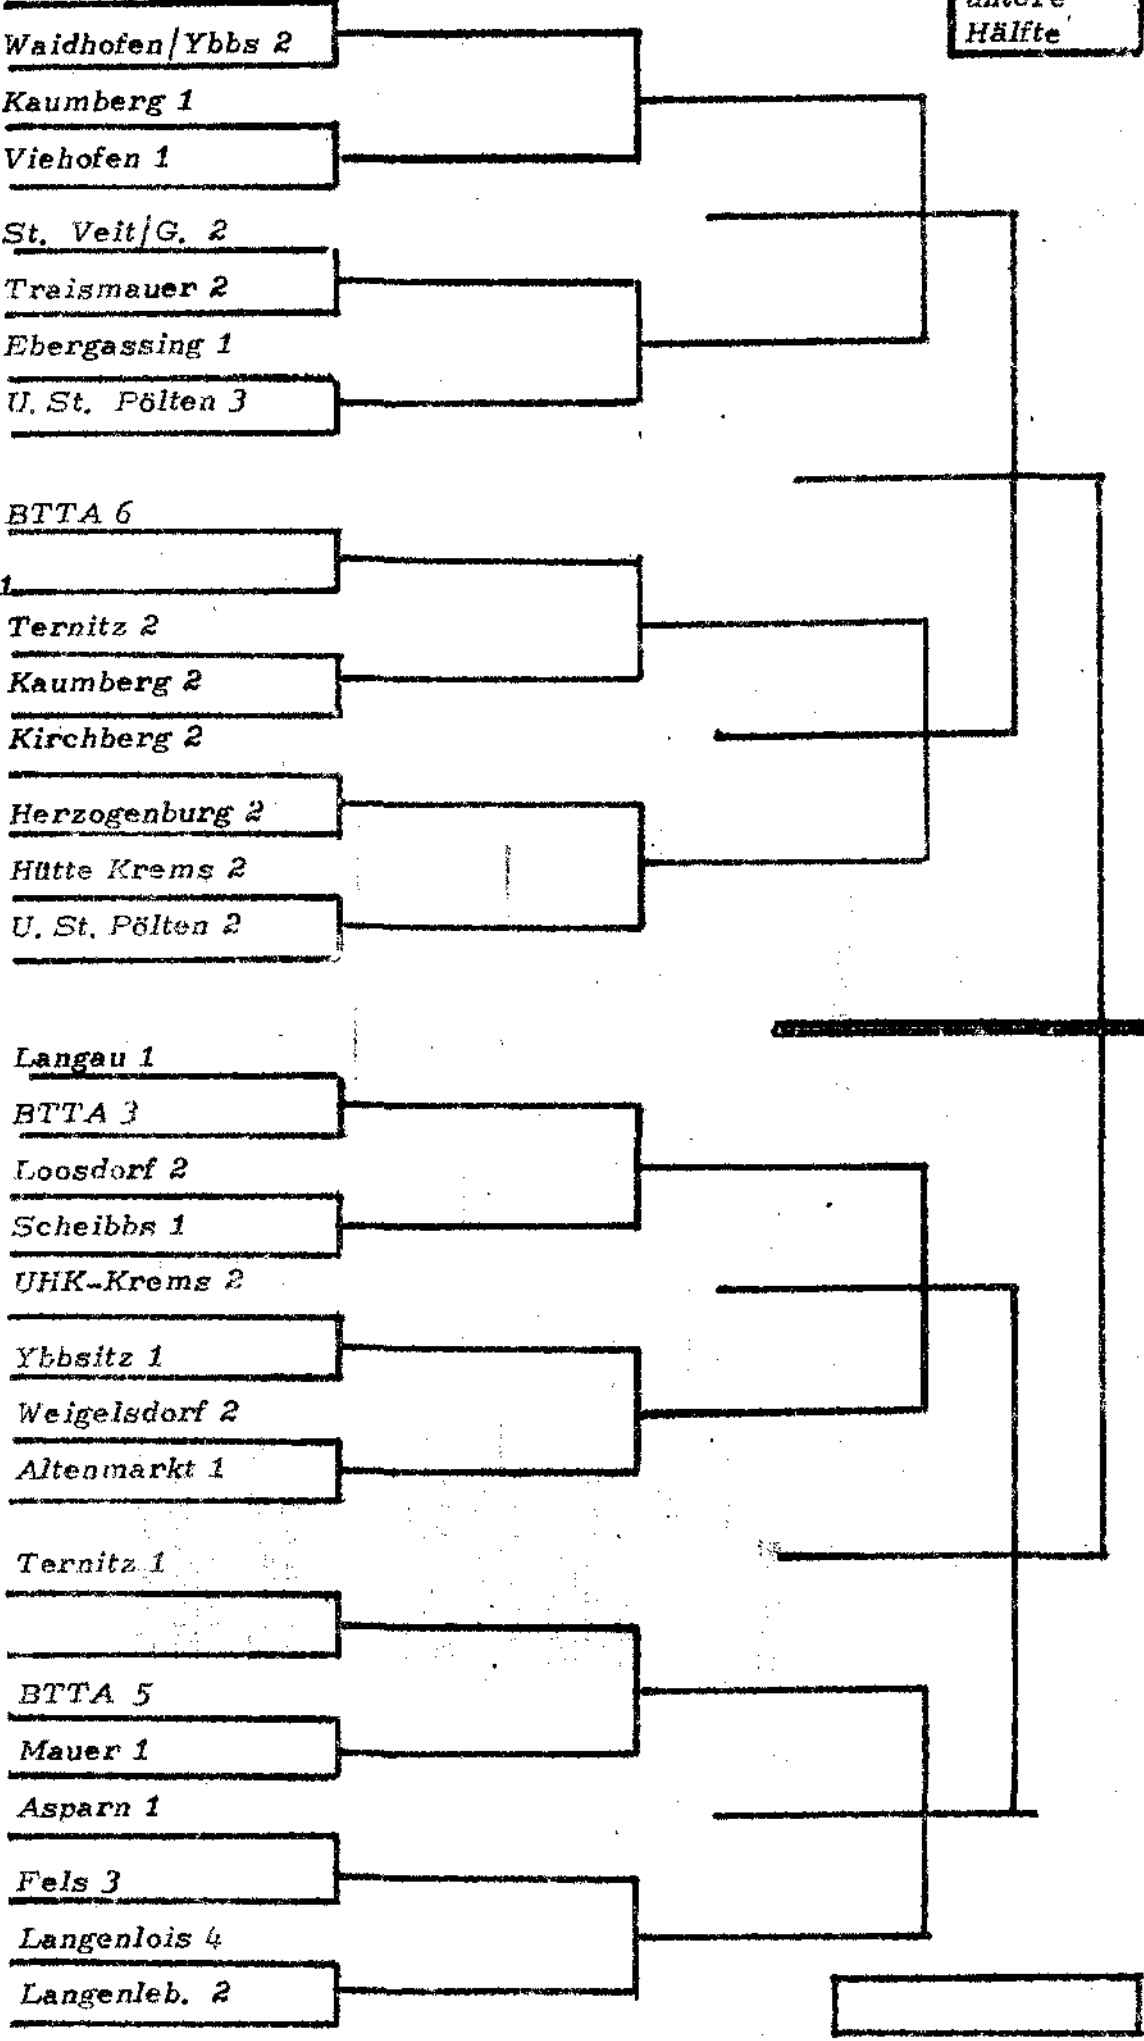 untere
Hälfte
Waidhofen/Ybbs 2
Kaumberg 1
Viehofen 1
St. Veit/G. 2
Traismauer 2
Ebergassing 1
U. St. Pölten 3
BTTA 6
1
Ternitz 2
Kaumberg 2
Kirchberg 2
Herzogenburg 2
Hütte Krems 2
U. St. Pölten 2
Langau 1
BTTA 3
Loosdorf 2
Scheibbs 1
UHK-Krems 2
Ybbsitz 1
Weigelsdorf 2
Altenmarkt 1
Ternitz 1
BTTA 5
Mauer 1
Asparn 1
Fels 3
Langenlois 4
Langenleb. 2